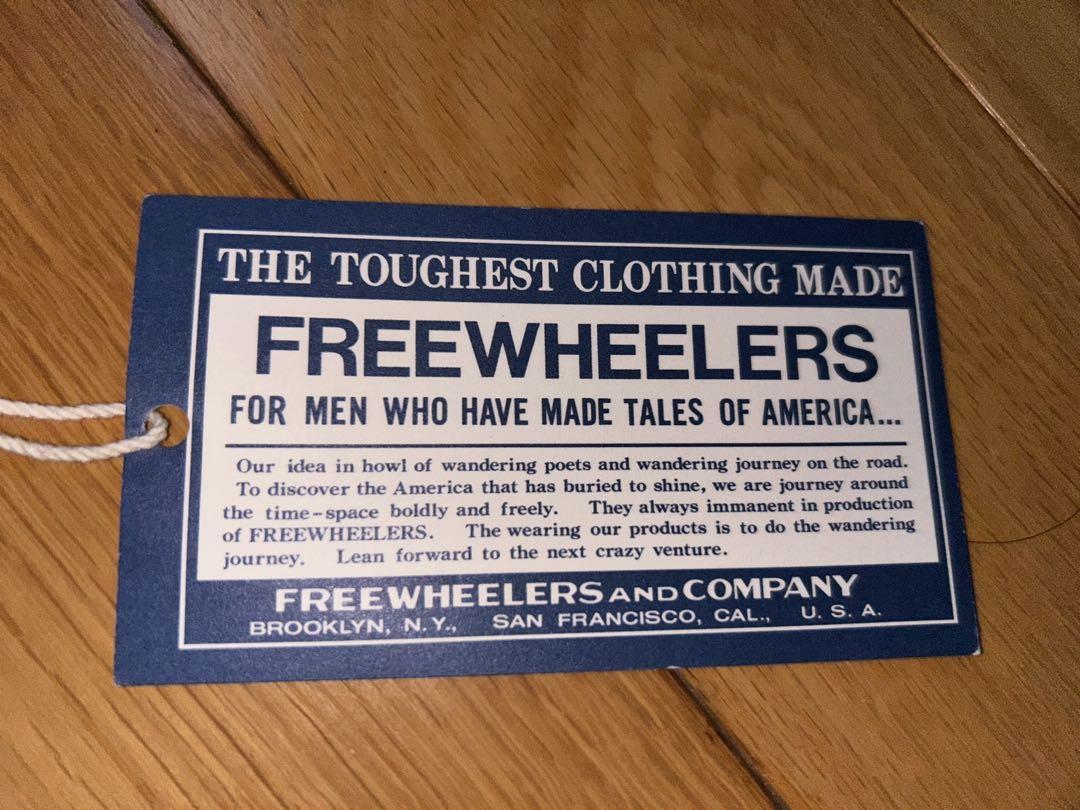 THE TOUGHEST CLOTHING MADE
FREEWHEELERS
FOR MEN WHO HAVE MADE TALES OF AMERICA...
Our idea in howl of wandering poets and wandering journey on the road.
To discover the America that has buried to shine, we are journey around
the time-space boldly and freely. They always immanent in production
of FREEWHEELERS. The wearing our products is to do the wandering
journey. Lean forward to the next crazy venture.
FREEWHEELERS AND COMPANY
BROOKLYN, N.Y., SAN FRANCISCO, CAL., U. S. A.